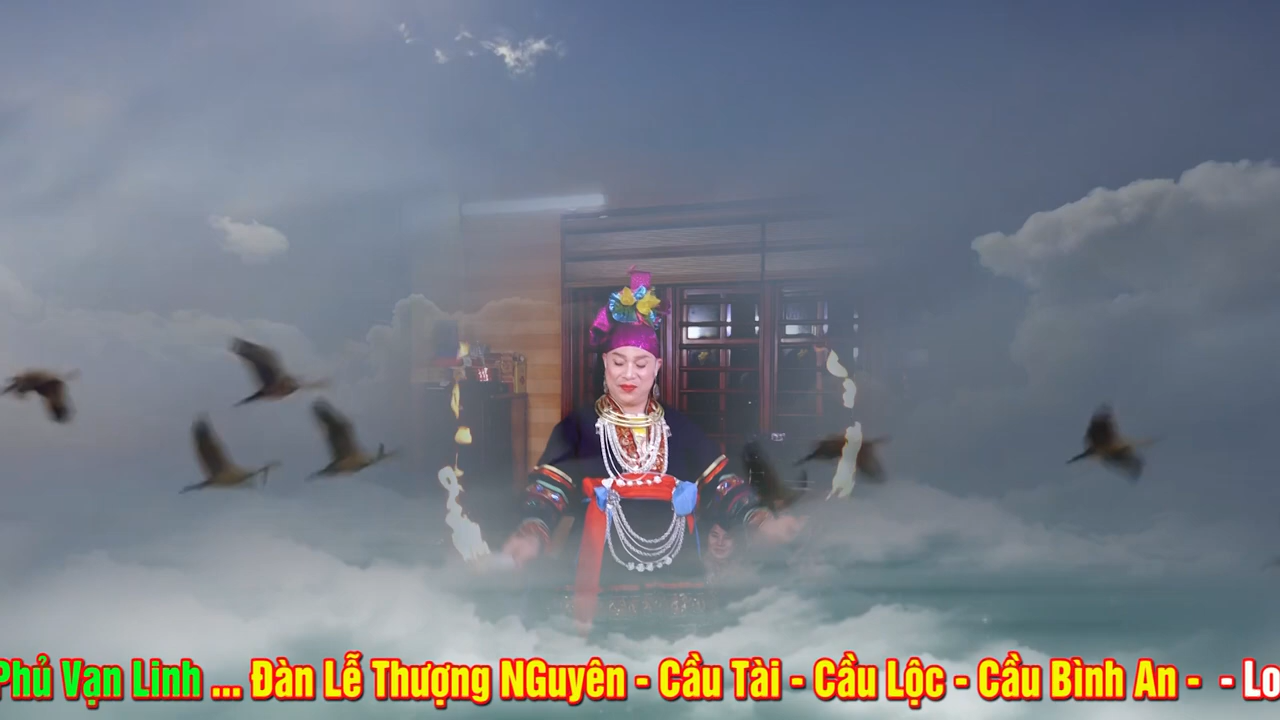 Phủ Vạn Linh ... Đàn Lễ Thượng NGuyên - Cầu Tài - Cầu Lộc - Cầu Bình An - - Lo